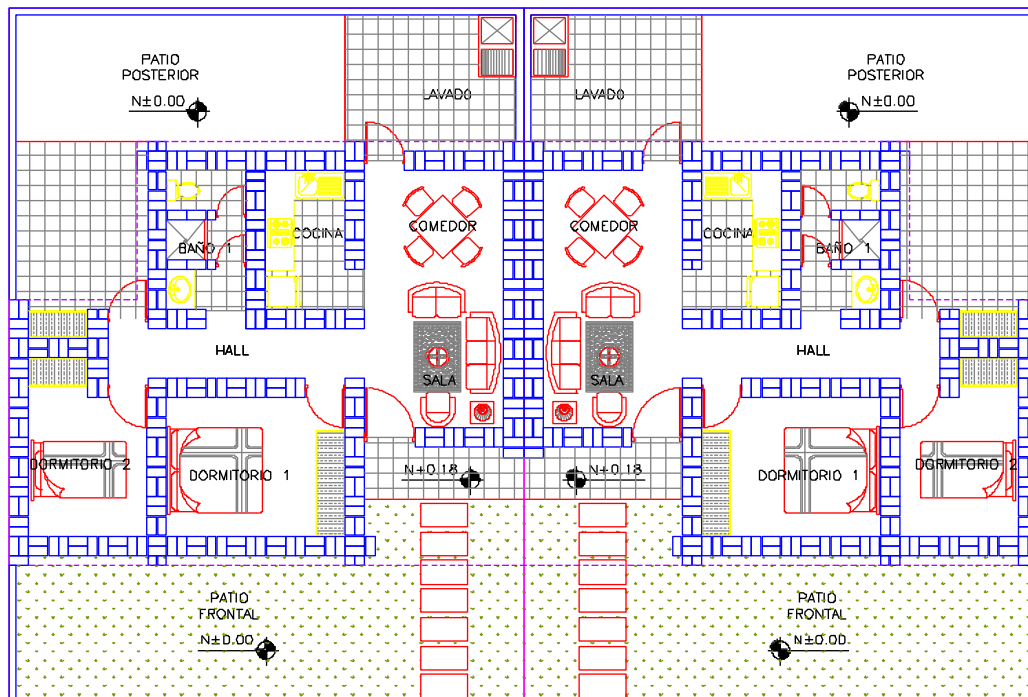 PATIO
POSTERIOR
N±0.00
LAVADO
LAVADO
PATIO
POSTERIOR
N±0.00
BAÑO 1
COCINA
COMEDOR
COMEDOR
COCINA
BAÑO 1
HALL
SALA
SALA
HALL
DORMITORIO 2
DORMITORIO 1
N+0.18
N+0.18
DORMITORIO 1
DORMITORIO 2
PATIO
FRONTAL
N±0.00
PATIO
FRONTAL
N±0.00